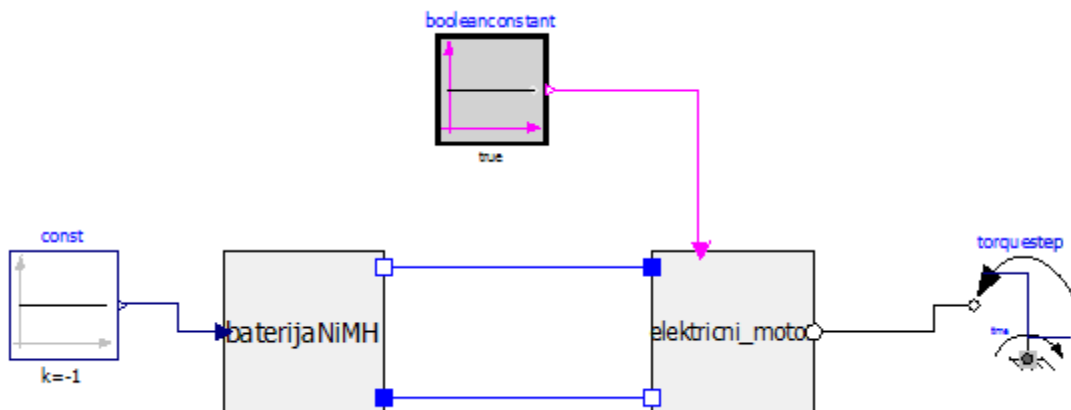 booleanconstant
true
const
k=-1
baterijaNiMH
elektricni_moto
torquestep